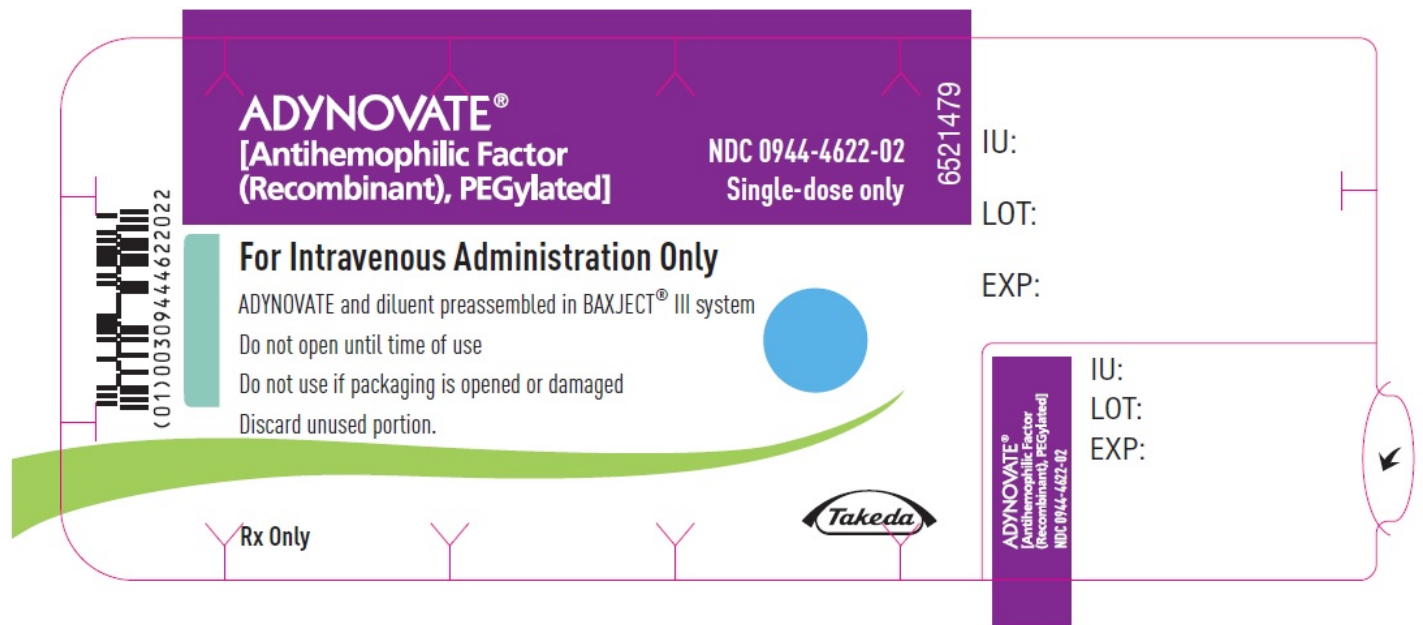 ADYNOVATE®
[Antihemophilic Factor
(Recombinant), PEGylated]
NDC 0944-4622-02
Single-dose only
6521479
(01)00309444622022
For Intravenous Administration Only
ADYNOVATE and diluent preassembled in BAXJECT® III system
Do not open until time of use
Do not use if packaging is opened or damaged
Discard unused portion.
Rx Only
Takeda
IU:
LOT:
EXP:
ADYNOVATE®
[Antihemophilic Factor
(Recombinant), PEGylated]
NDC 0944-4622-02
IU:
LOT:
EXP: